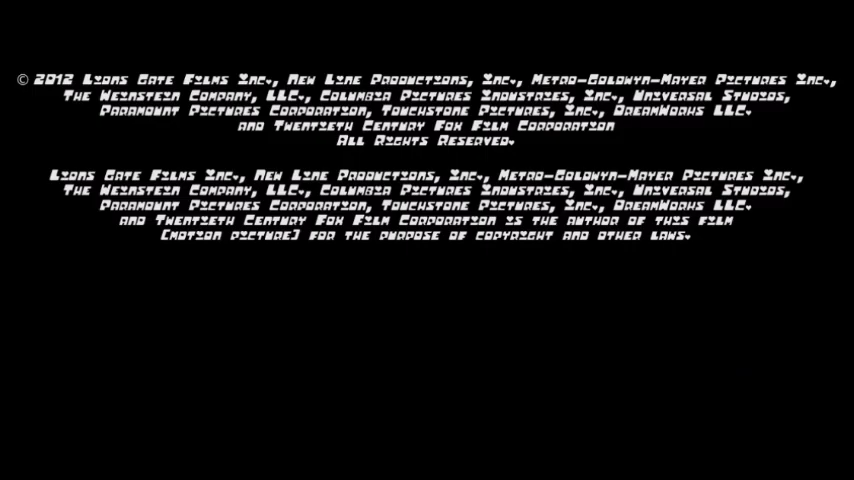 © 2012 Lions Gate Films Inc., New Line Productions, Inc., Metro-Goldwyn-Mayer Pictures Inc.,
The Weinstein Company, LLC., Columbia Pictures Industries, Inc., Universal Studios,
Paramount Pictures Corporation, Touchstone Pictures, Inc., DreamWorks LLC.
and Twentieth Century Fox Film Corporation
All Rights Reserved.
Lions Gate Films Inc., New Line Productions, Inc., Metro-Goldwyn-Mayer Pictures Inc.,
The Weinstein Company, LLC., Columbia Pictures Industries, Inc., Universal Studios,
Paramount Pictures Corporation, Touchstone Pictures, Inc., DreamWorks LLC.
and Twentieth Century Fox Film Corporation is the author of this film
[motion picture] for the purpose of copyright and other laws.